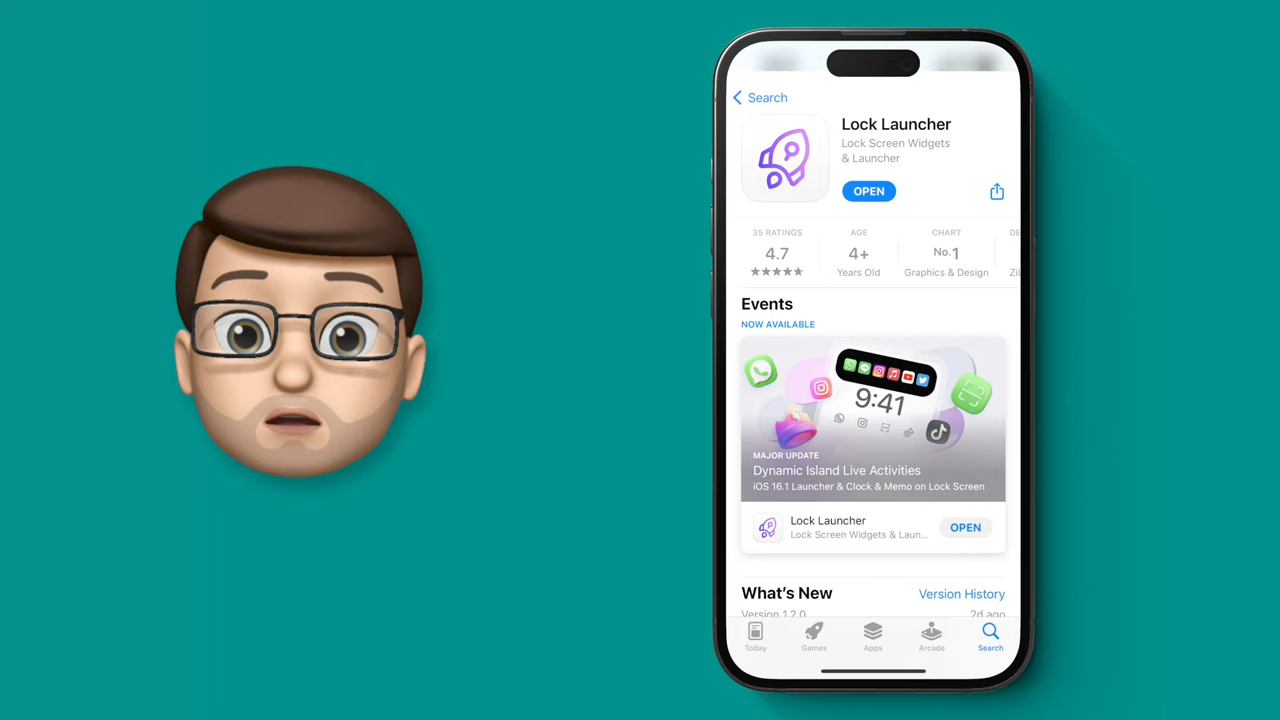 Search
Lock Launcher
Lock Screen Widgets
& Launcher
OPEN
35 RATINGS
AGE
CHART
DE
4.7
4+
No.1
★★★★★
Years Old
Graphics & Design
Events
NOW AVAILABLE
9:41
MAJOR UPDATE
Dynamic Island Live Activities
iOS 16.1 Launcher & Clock & Memo on Lock Screen
Lock Launcher
Lock Screen Widgets & Laun...
OPEN
What's New
Version History
Version 1.2.0
2d ago
Today
Games
Apps
Arcade
Search